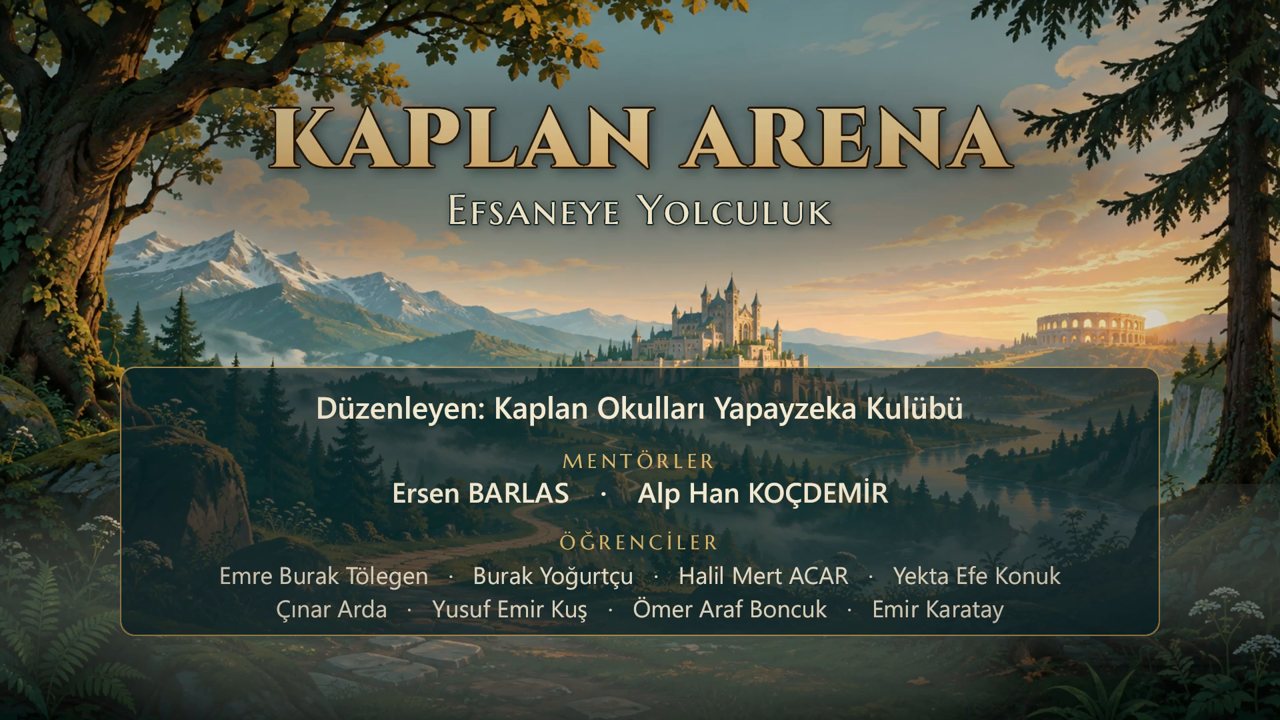 KAPLAN ARENA
Efsaneye Yolculuk
Düzenleyen: Kaplan Okulları Yapayzeka Kulübü
MENTÖRLER
Ersen BARLAS · Alp Han KOÇDEMİR
ÖĞRENCİLER
Emre Burak Tölegen · Burak Yoğurtçu · Halil Mert ACAR · Yekta Efe Konuk
Çınar Arda · Yusuf Emir Kuş · Ömer Araf Boncuk · Emir Karatay